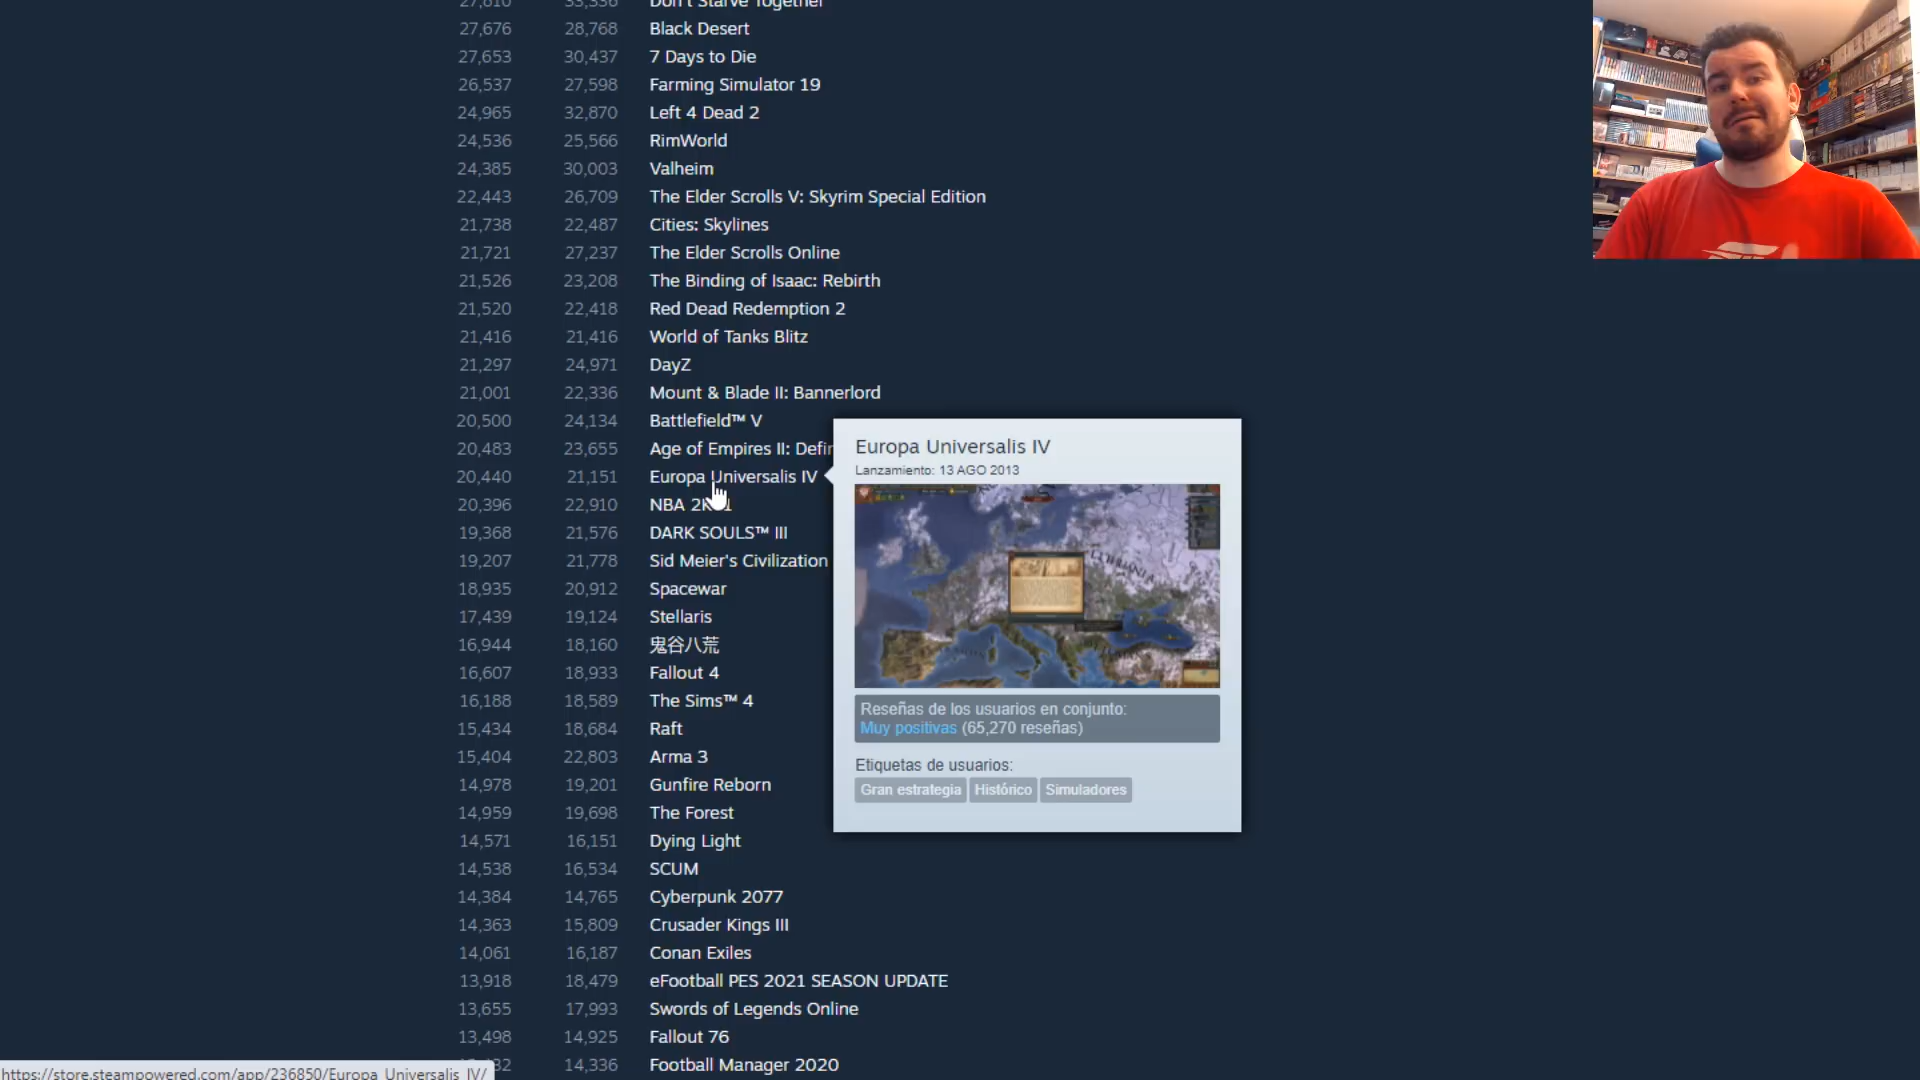 27,810 33,336 Don't Starve Together
27,676 28,768 Black Desert
27,653 30,437 7 Days to Die
26,537 27,598 Farming Simulator 19
24,965 32,870 Left 4 Dead 2
24,536 25,566 RimWorld
24,385 30,003 Valheim
22,443 26,709 The Elder Scrolls V: Skyrim Special Edition
21,738 22,487 Cities: Skylines
21,721 27,237 The Elder Scrolls Online
21,526 23,208 The Binding of Isaac: Rebirth
21,520 22,418 Red Dead Redemption 2
21,416 21,416 World of Tanks Blitz
21,297 24,971 DayZ
21,001 22,336 Mount & Blade II: Bannerlord
20,500 24,134 Battlefield™ V
20,483 23,655 Age of Empires II: Defin
20,440 21,151 Europa Universalis IV
20,396 22,910 NBA
19,368 21,576 DARK SOULS™ III
19,207 21,778 Sid Meier's Civilization
18,935 20,912 Spacewar
17,439 19,124 Stellaris
16,944 18,160 鬼谷八荒
16,607 18,933 Fallout 4
16,188 18,589 The Sims™ 4
15,434 18,684 Raft
15,404 22,803 Arma 3
14,978 19,201 Gunfire Reborn
14,959 19,698 The Forest
14,571 16,151 Dying Light
14,538 16,534 SCUM
14,384 14,765 Cyberpunk 2077
14,363 15,809 Crusader Kings III
14,061 16,187 Conan Exiles
13,918 18,479 eFootball PES 2021 SEASON UPDATE
13,655 17,993 Swords of Legends Online
13,498 14,925 Fallout 76
14,336 Football Manager 2020
Europa Universalis IV
Lanzamiento: 13 AGO 2013
Reseñas de los usuarios en conjunto:
Muy positivas (65,270 reseñas)
Etiquetas de usuarios:
Gran estrategia Histórico Simuladores
https://store.steampowered.com/app/236850/Europa_Universalis_IV/